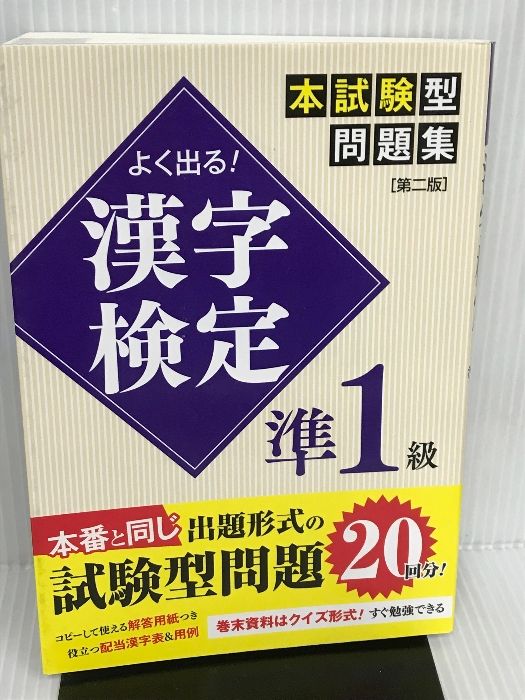 本試験型
問題集
[第二版]
よく出る!
漢字
検定
準1級
本番と同じ出題形式の
試験型問題20回分!
コピーして使える解答用紙つき
役立つ配当漢字表&用例
巻末資料はクイズ形式!すぐ勉強できる